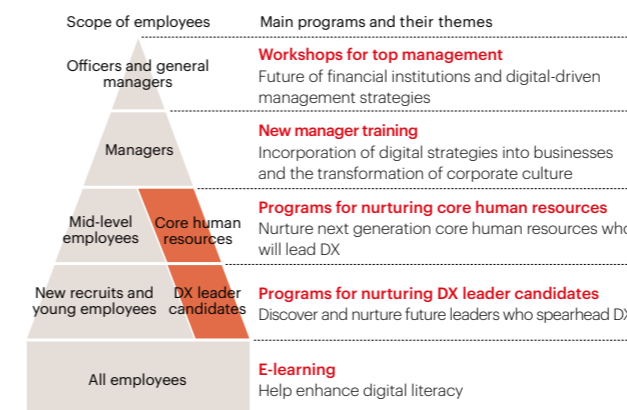 Scope of employees
Main programs and their themes
Officers and general
managers
Workshops for top management
Future of financial institutions and digital-driven
management strategies
Managers
New manager training
Incorporation of digital strategies into businesses
and the transformation of corporate culture
Mid-level
employees
Core human
resources
Programs for nurturing core human resources
Nurture next generation core human resources who
will lead DX
New recruits and
young employees
DX leader
candidates
Programs for nurturing DX leader candidates
Discover and nurture future leaders who spearhead DX
All employees
E-learning
Help enhance digital literacy